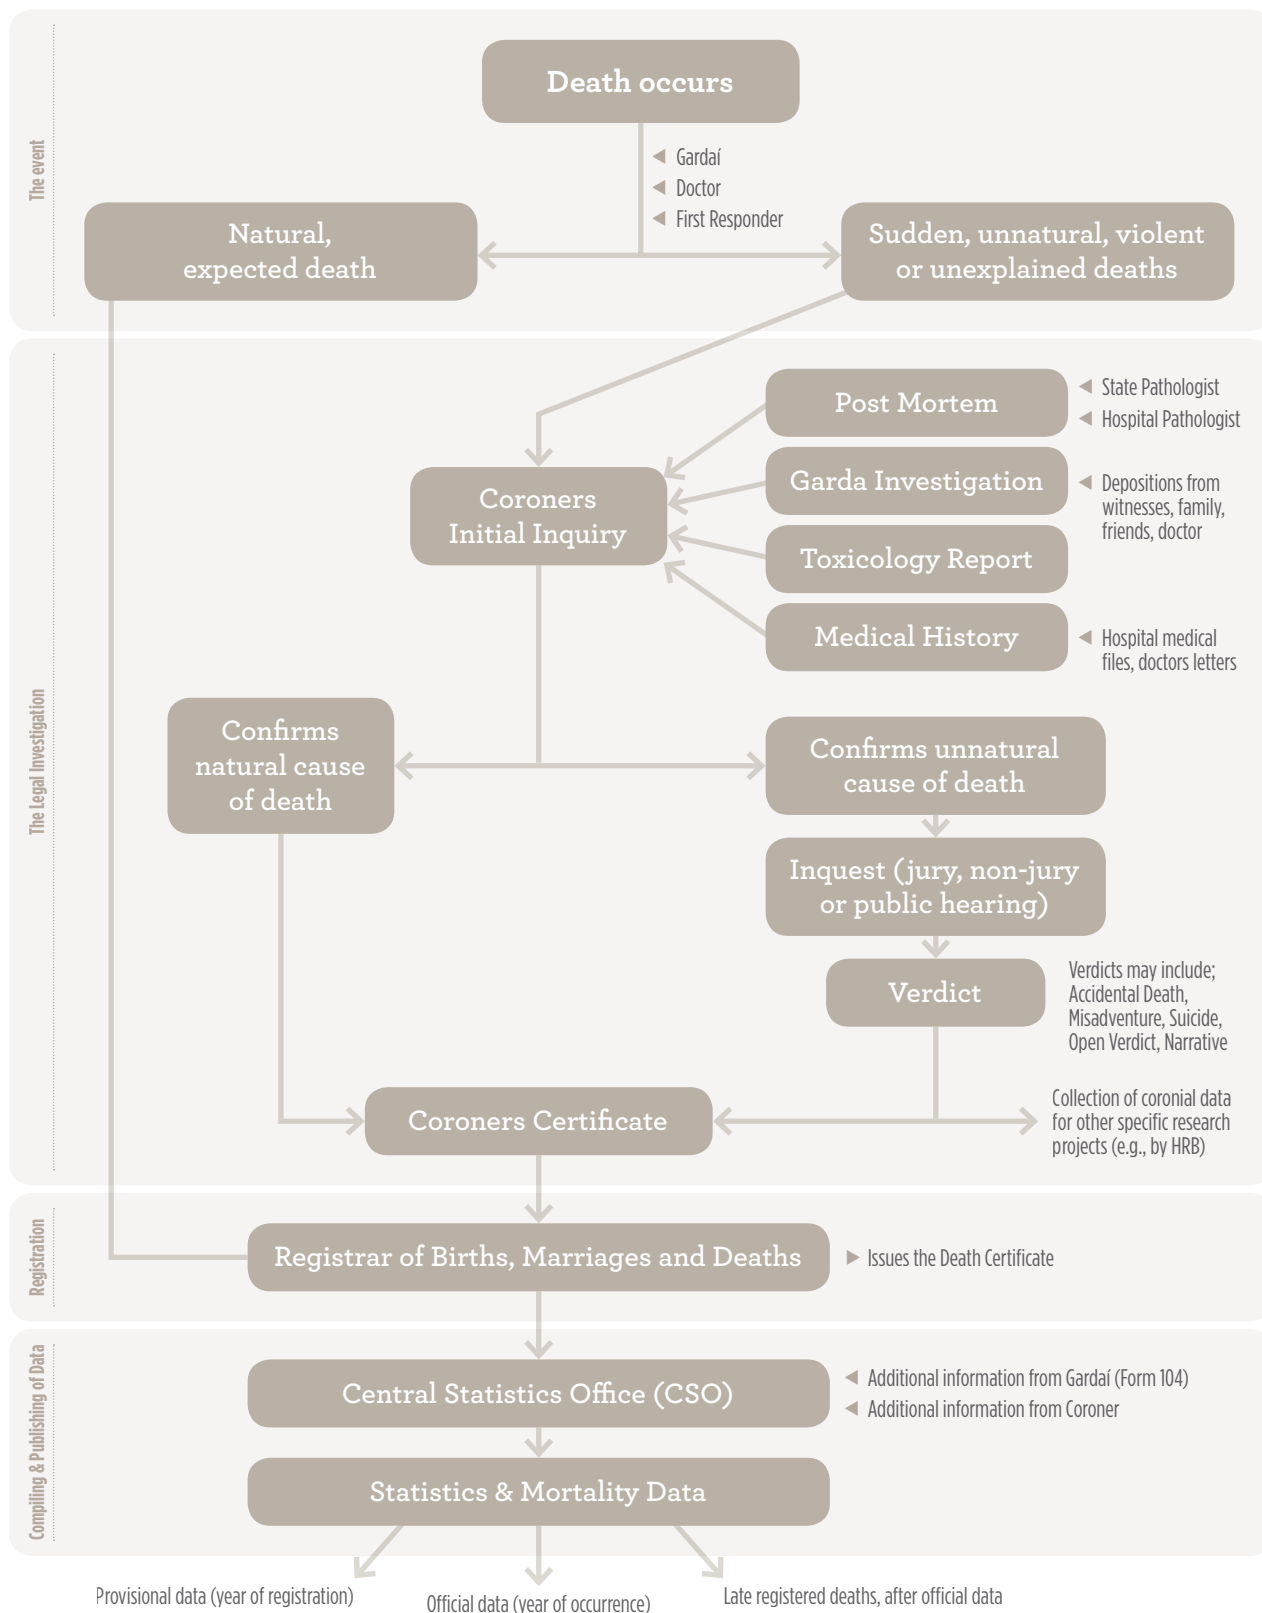 The event
Death occurs
Gardaí
Doctor
First Responder
Natural,
expected death
Sudden, unnatural, violent
or unexplained deaths
The Legal Investigation
Post Mortem
State Pathologist
Hospital Pathologist
Coroners
Initial Inquiry
Garda Investigation
Depositions from
witnesses, family,
friends, doctor
Toxicology Report
Medical History
Hospital medical
files, doctors letters
Confirms
natural cause
of death
Confirms unnatural
cause of death
Inquest (jury, non-jury
or public hearing)
Verdict
Verdicts may include;
Accidental Death,
Misadventure, Suicide,
Open Verdict, Narrative
Coroners Certificate
Collection of coronial data
for other specific research
projects (e.g., by HRB)
Registration
Registrar of Births, Marriages and Deaths
Issues the Death Certificate
Compiling & Publishing of Data
Central Statistics Office (CSO)
Additional information from Gardaí (Form 104)
Additional information from Coroner
Statistics & Mortality Data
Provisional data (year of registration)
Official data (year of occurrence)
Late registered deaths, after official data